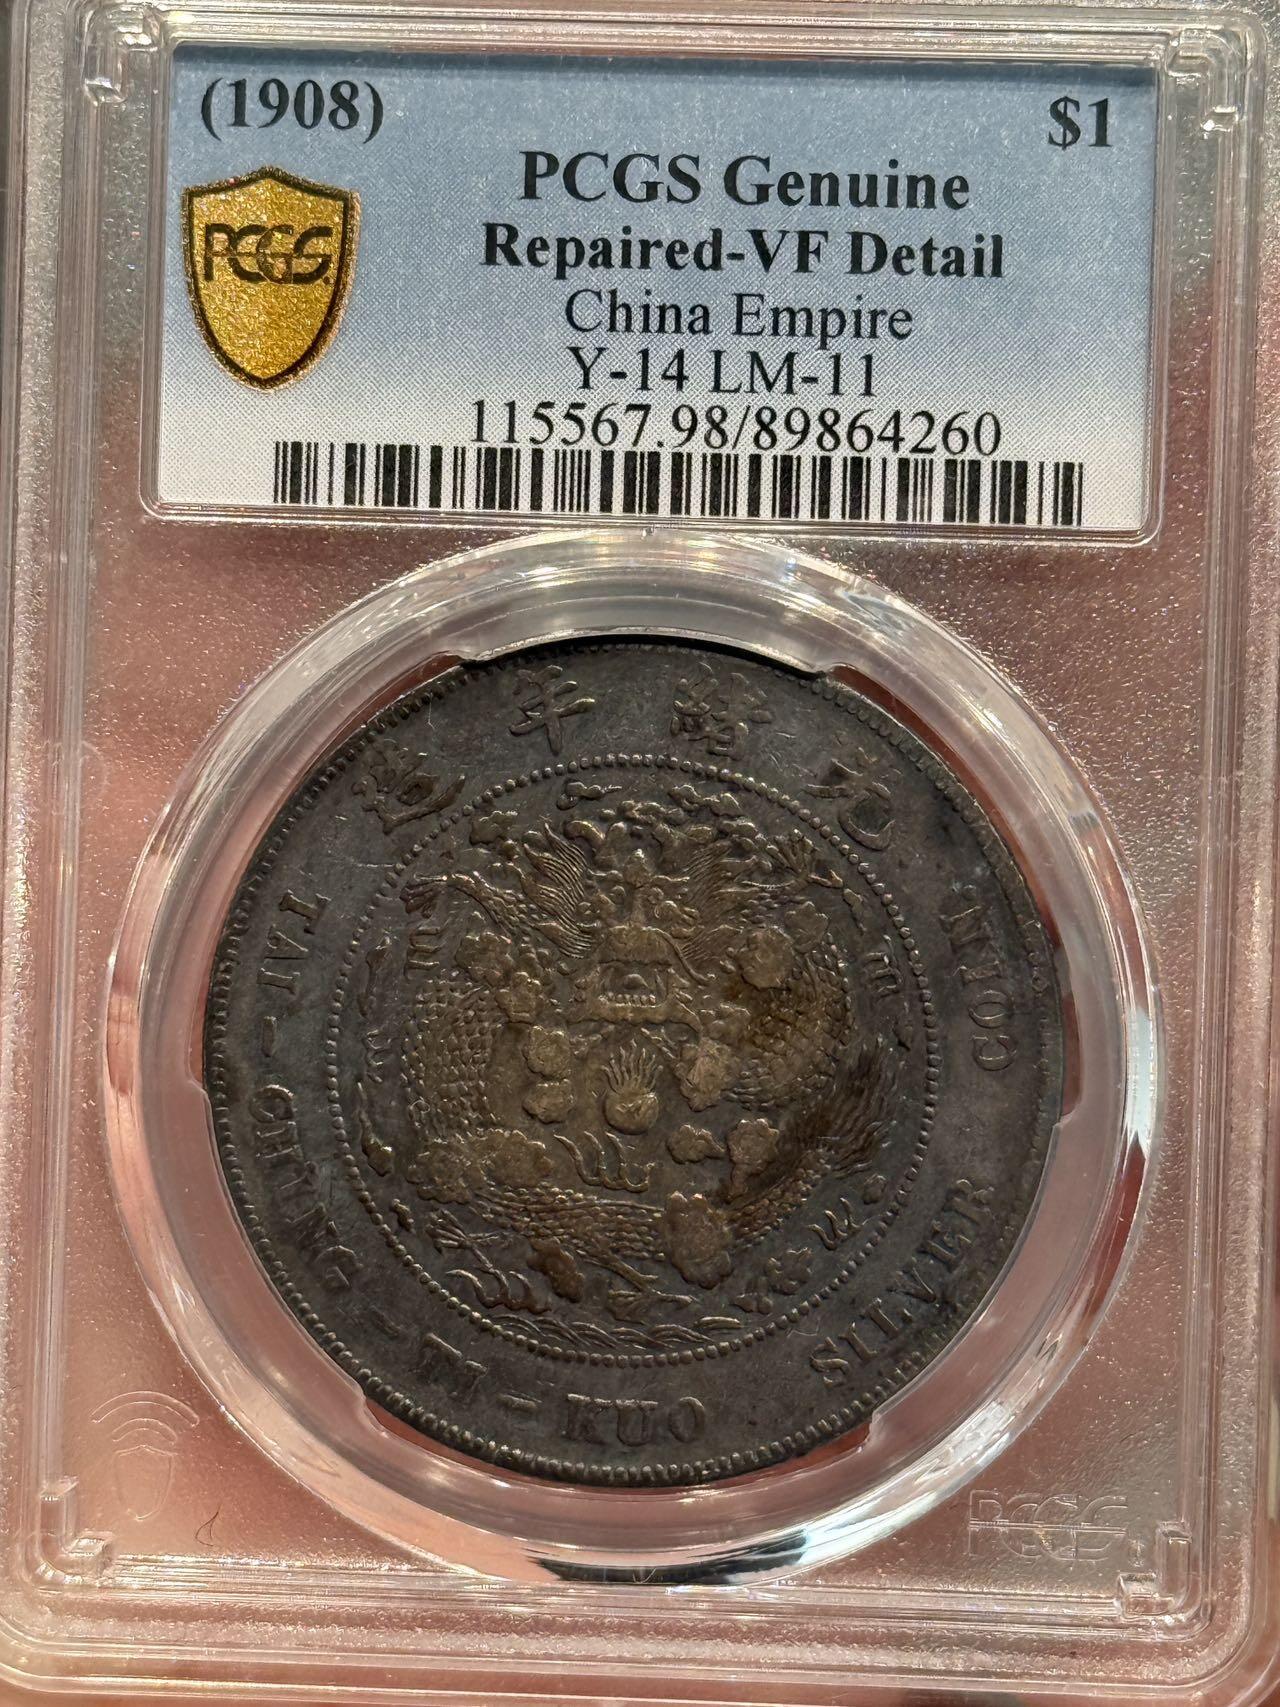 (1908) $1
PCGS Genuine
PCGS Repaired-VF Detail
China Empire
Y-14 LM-11
115567.98/89864260
造年緒光
TAI-CHING-TI-KUO SILVER COIN.
PCGS